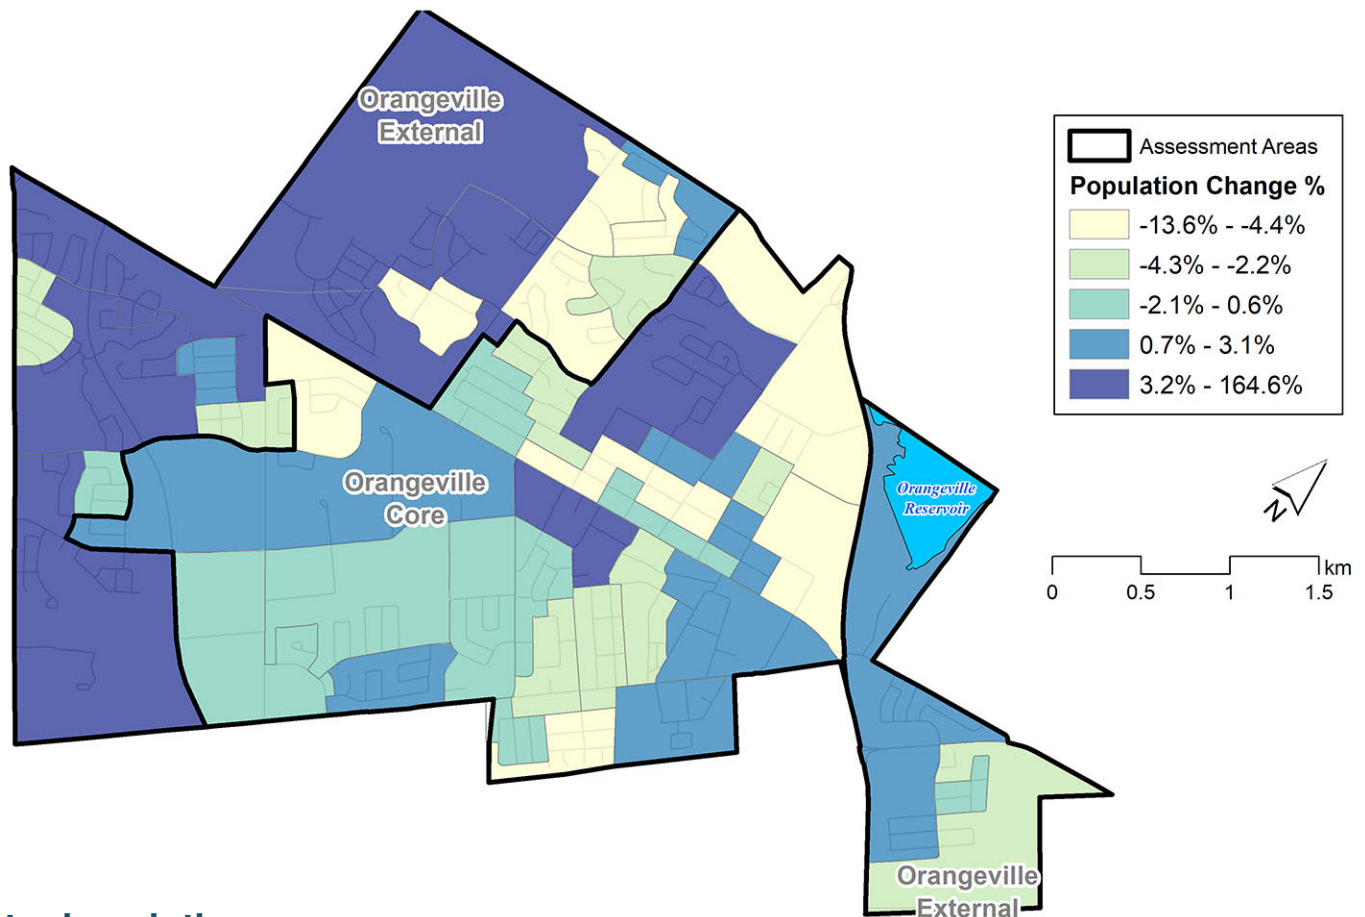 Orangeville
External
Assessment Areas
Population Change %
-13.6% - -4.4%
-4.3% - -2.2%
-2.1% - 0.6%
0.7% - 3.1%
3.2% - 164.6%
Orangeville
Core
Orangeville
Reservoir
N
km
0 0.5 1 1.5
Orangeville
External